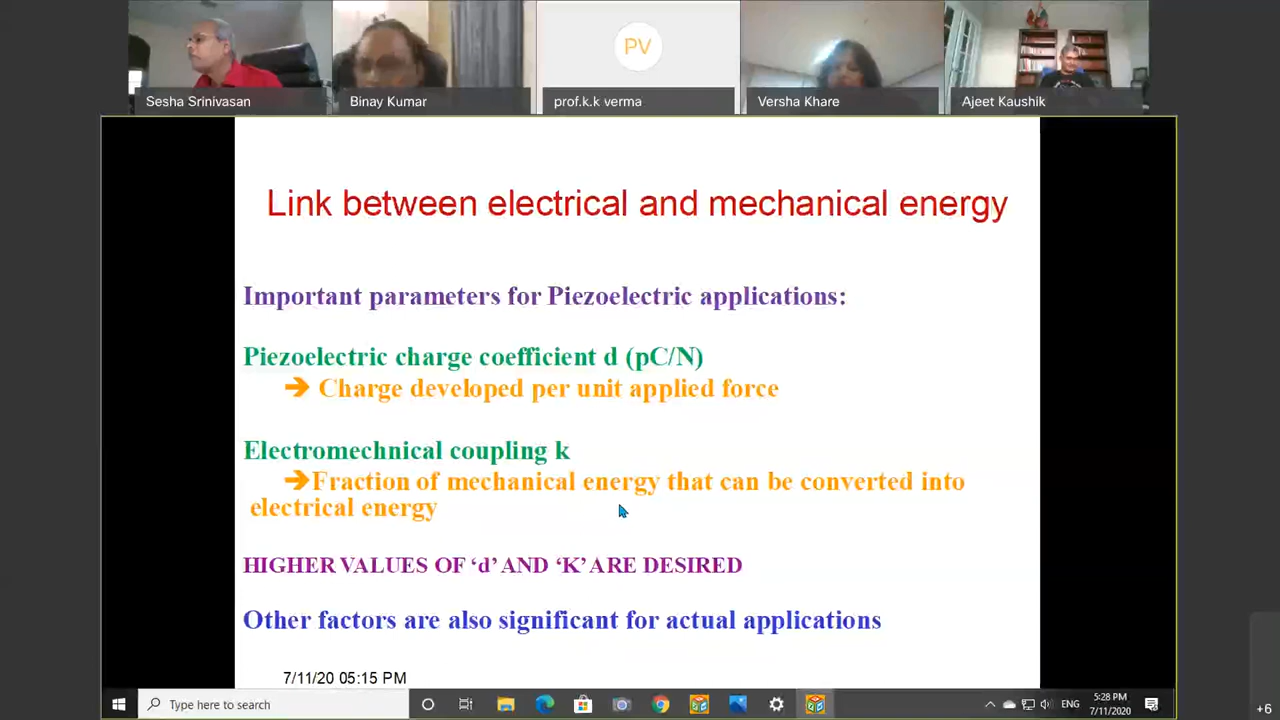 PV
Sesha Srinivasan
Binay Kumar
prof.k.k verma
Versha Khare
Ajeet Kaushik
Link between electrical and mechanical energy
Important parameters for Piezoelectric applications:
Piezoelectric charge coefficient d (pC/N)
➔ Charge developed per unit applied force
Electromechnical coupling k
➔Fraction of mechanical energy that can be converted into
electrical energy
HIGHER VALUES OF ‘d’ AND ‘K’ ARE DESIRED
Other factors are also significant for actual applications
7/11/20 05:15 PM
Type here to search
ENG
5:28 PM
7/11/2020
+6